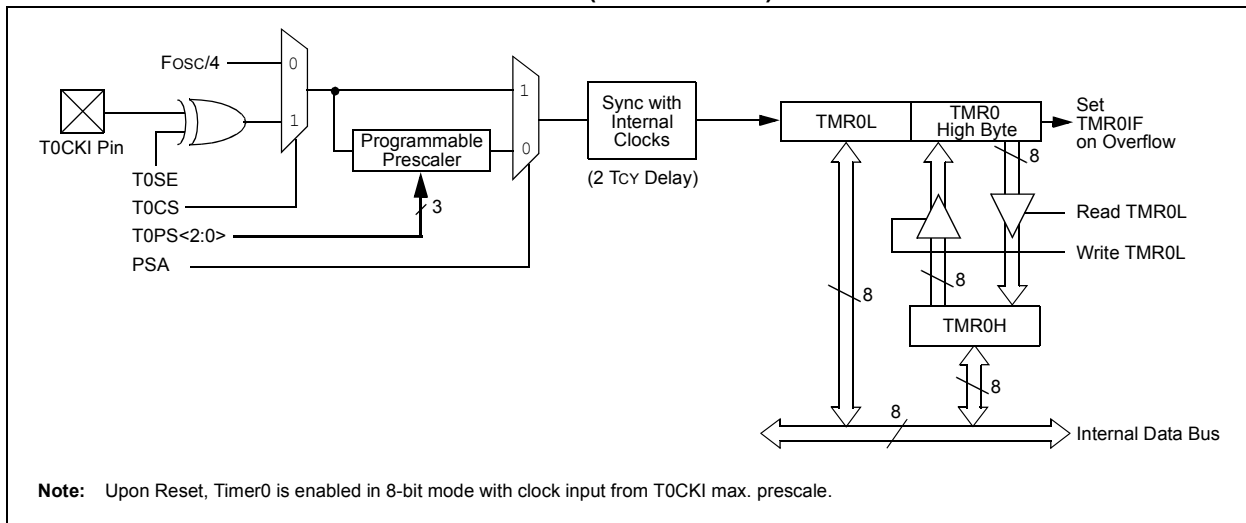 Fosc/4
0
1
T0CKI Pin
T0SE
T0CS
T0PS<2:0>
PSA
Programmable
Prescaler
3
1
0
Sync with
Internal
Clocks
(2 TCY Delay)
TMR0L
TMR0
High Byte
Set
TMR0IF
on Overflow
8
Read TMR0L
Write TMR0L
8
8
TMR0H
8
8
Internal Data Bus
Note: Upon Reset, Timer0 is enabled in 8-bit mode with clock input from T0CKI max. prescale.